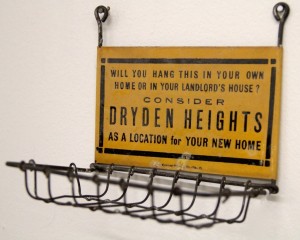 WILL YOU HANG THIS IN YOUR OWN
HOME OR IN YOUR LANDLORD'S HOUSE?
CONSIDER
DRYDEN HEIGHTS
AS A LOCATION for YOUR NEW HOME